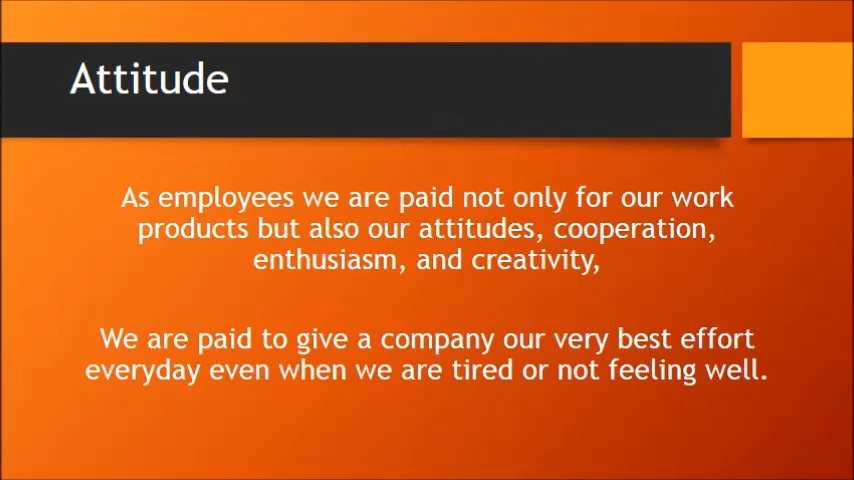 Attitude
As employees we are paid not only for our work
products but also our attitudes, cooperation,
enthusiasm, and creativity,
We are paid to give a company our very best effort
everyday even when we are tired or not feeling well.